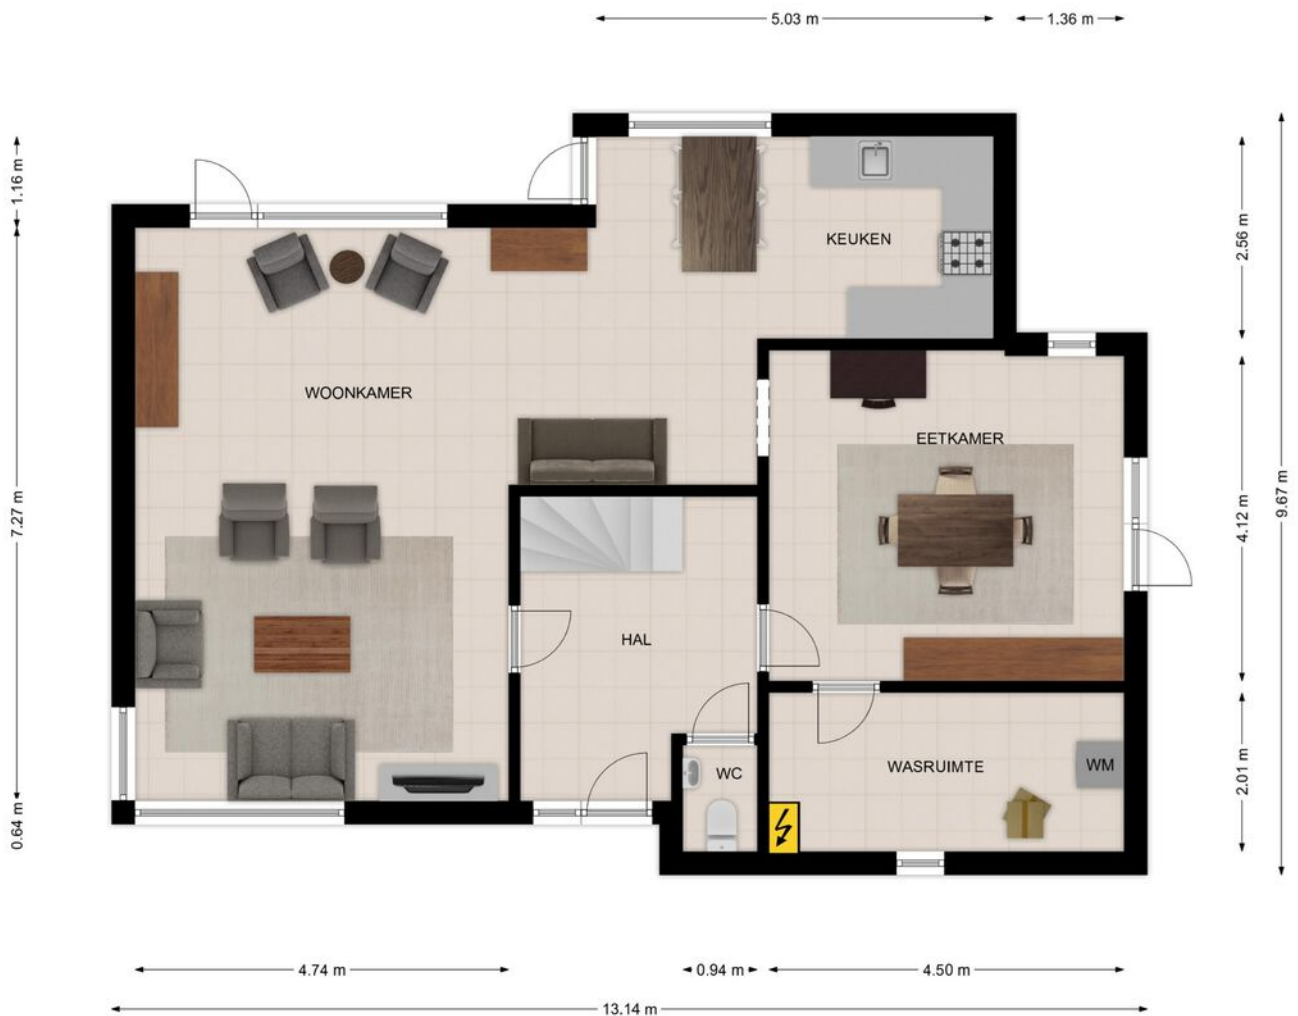 5.03 m
1.36 m
1.16 m
KEUKEN
2.56 m
WOONKAMER
EETKAMER
7.27 m
4.12 m
9.67 m
HAL
WC
WASRUIMTE
WM
2.01 m
0.64 m
4.74 m
0.94 m
4.50 m
13.14 m